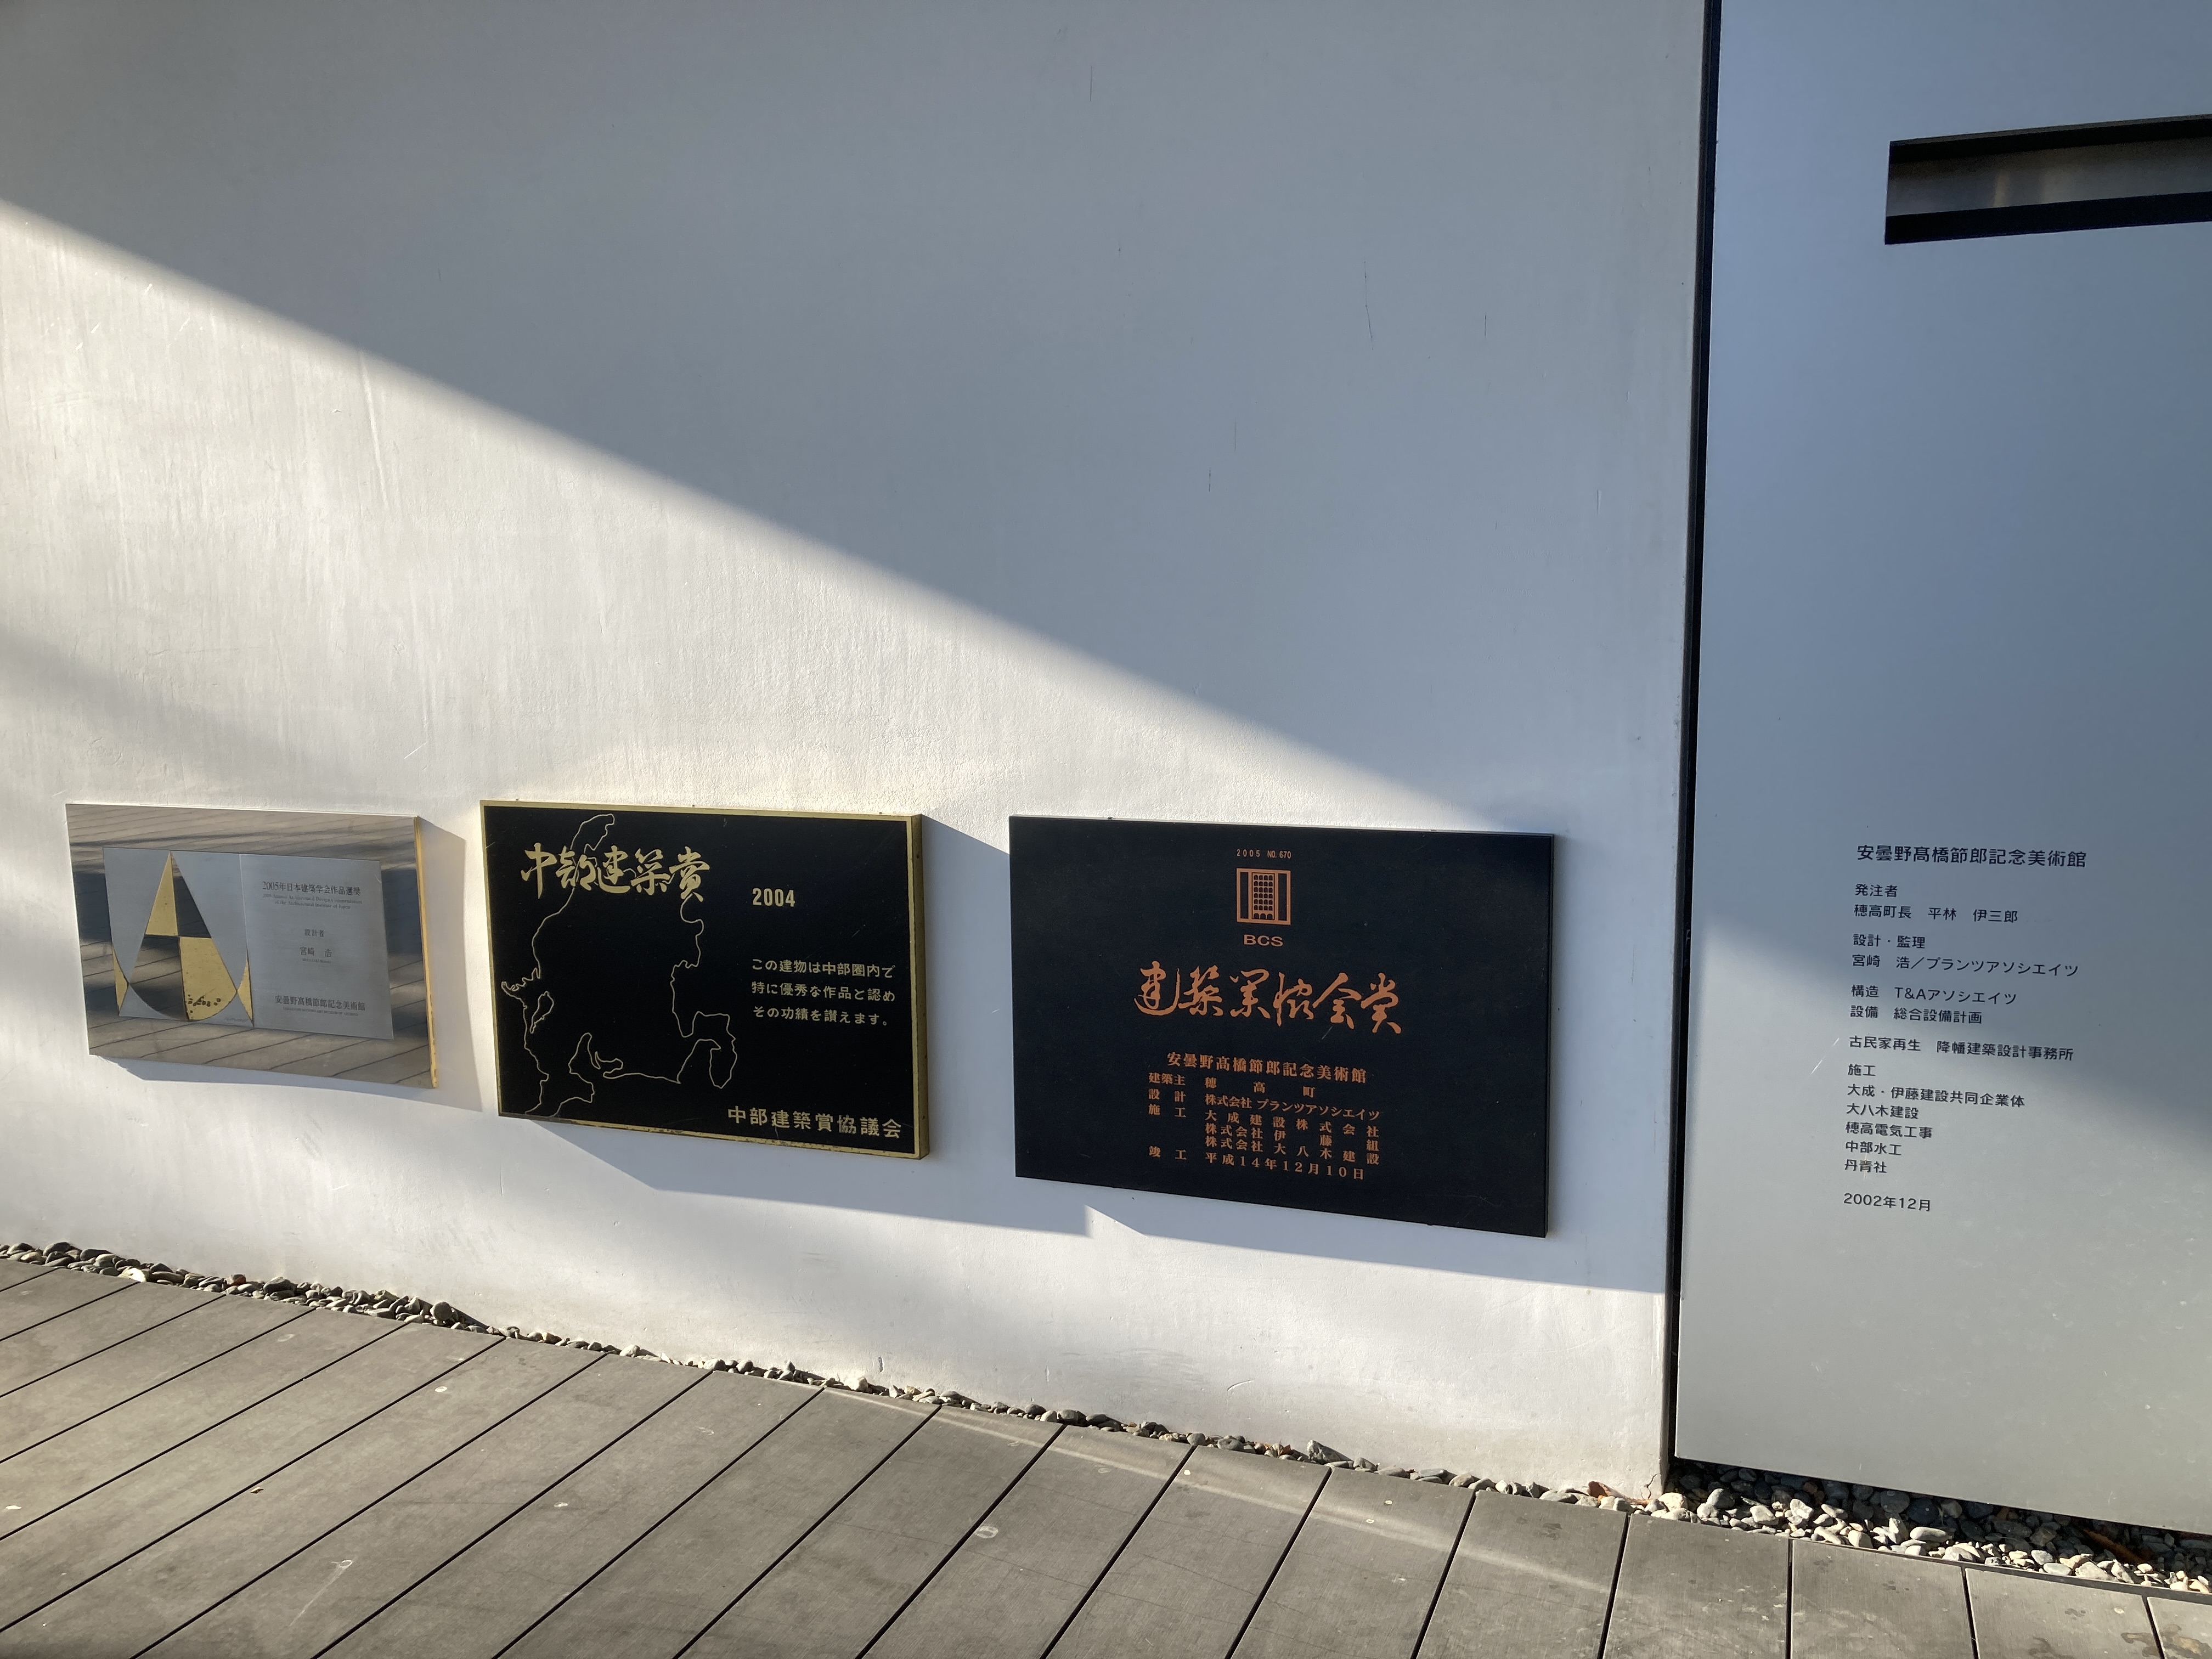 2005年日本建築学会作品選奨
設計者
宮崎 浩
安曇野髙橋節郎記念美術館
中部建築賞
2004
この建物は中部圏内で
特に優秀な作品と認め
その功績を讃えます。
中部建築賞協議会
2005 NO. 670
BCS
建築業協会賞
安曇野髙橋節郎記念美術館
建築主 穂高町
設計 株式会社 プランツアソシエイツ
施工 大成建設株式会社
株式会社伊藤組
株式会社大八木建設
竣工 平成14年12月10日
安曇野髙橋節郎記念美術館
発注者
穂高町長 平林 伊三郎
設計・監理
宮崎 浩／プランツアソシエイツ
構造 T&Aアソシエイツ
設備 総合設備計画
古民家再生 降幡建築設計事務所
施工
大成・伊藤建設共同企業体
大八木建設
穂高電気工事
中部水工
丹青社
2002年12月